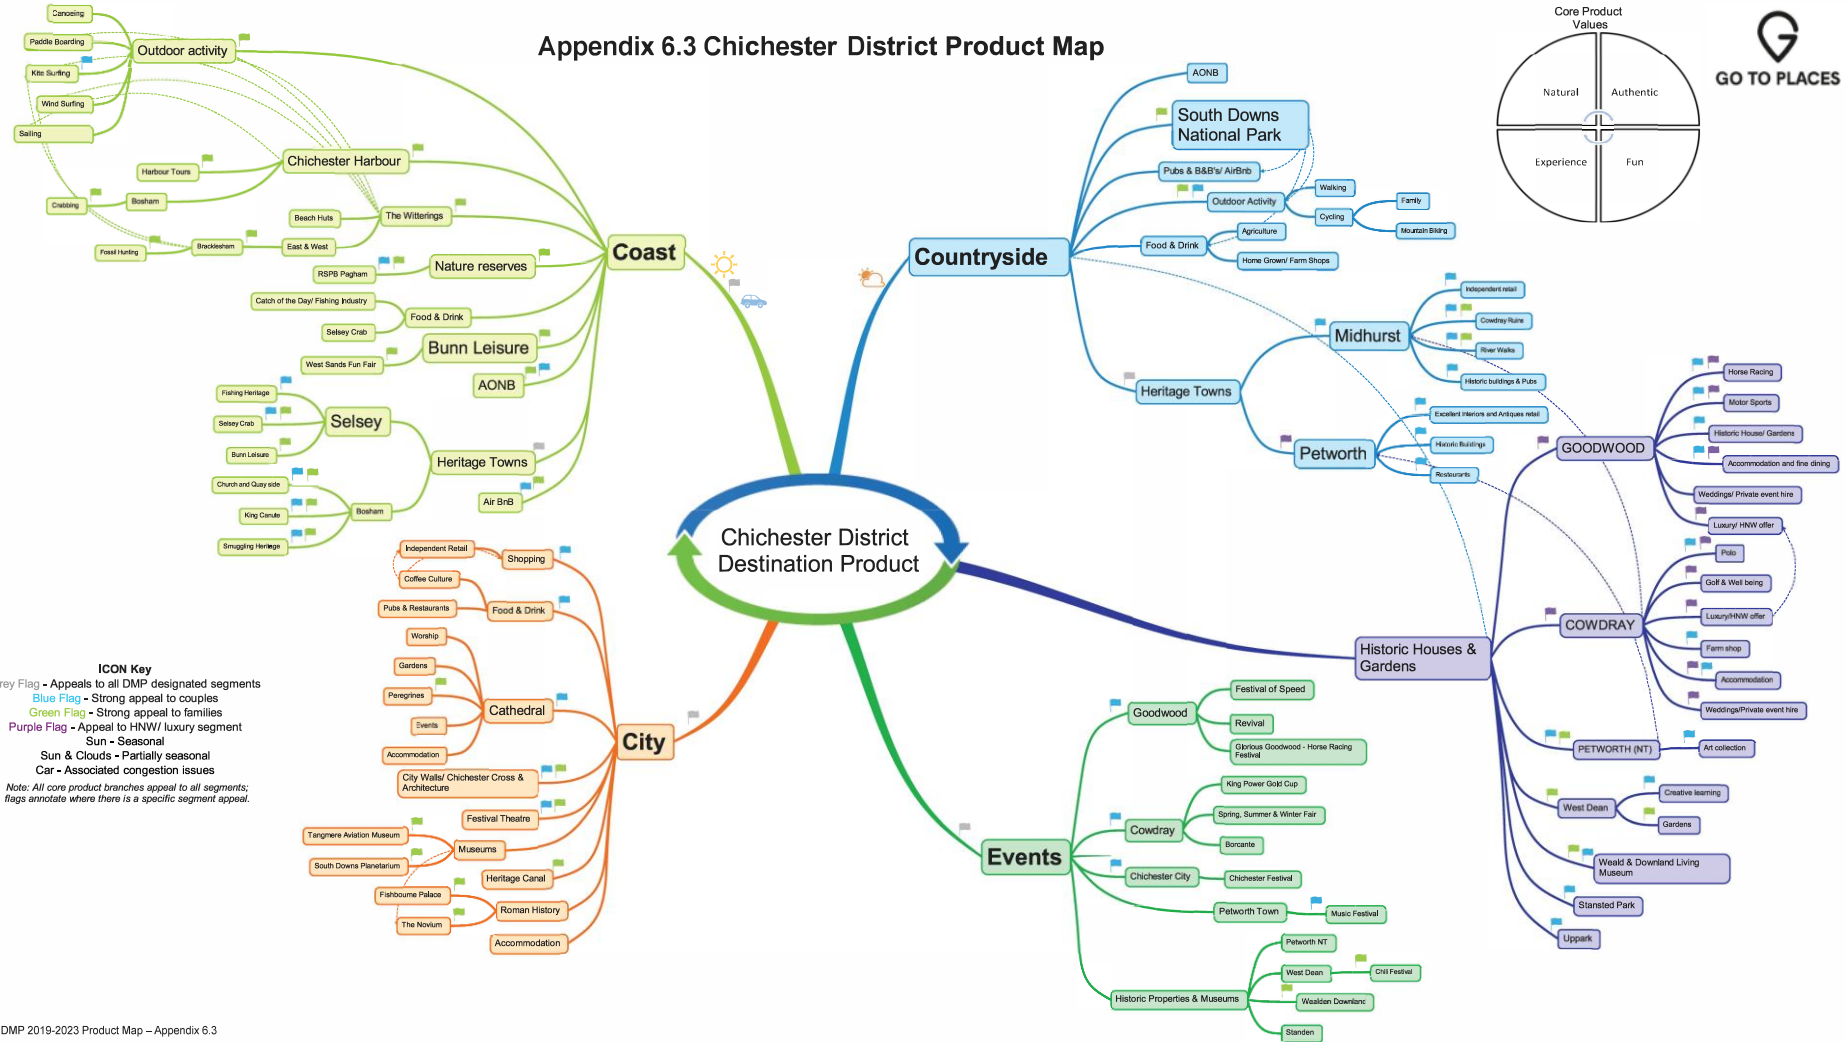 Appendix 6.3 Chichester District Product Map
Core Product
Values
Natural
Authentic
Experience
Fun
GO TO PLACES
Chichester District
Destination Product
Coast
Outdoor activity
Canoeing
Paddle Boarding
Kite Surfing
Wind Surfing
Sailing
Chichester Harbour
Harbour Tours
Bosham
Crabbing
The Witterings
Beach Huts
East & West
Bracklesham
Fossil Hunting
Nature reserves
RSPB Pagham
Food & Drink
Catch of the Day/ Fishing Industry
Selsey Crab
Bunn Leisure
West Sands Fun Fair
AONB
Heritage Towns
Selsey
Fishing Heritage
Selsey Crab
Bunn Leisure
Bosham
Church and Quay side
King Canute
Smuggling Heritage
Air BnB
Countryside
AONB
South Downs
National Park
Pubs & B&B's/ AirBnb
Outdoor Activity
Walking
Cycling
Family
Mountain Biking
Food & Drink
Agriculture
Home Grown/ Farm Shops
Heritage Towns
Midhurst
Independent retail
Cowdray Ruins
River Walks
Historic buildings & Pubs
Petworth
Excellent Interiors and Antiques retail
Historic Buildings
Restaurants
Historic Houses &
Gardens
GOODWOOD
Horse Racing
Motor Sports
Historic House/ Gardens
Accommodation and fine dining
Weddings/ Private event hire
Luxury/ HNW offer
COWDRAY
Polo
Golf & Well being
Luxury/HNW offer
Farm shop
Accommodation
Weddings/Private event hire
PETWORTH (NT)
Art collection
West Dean
Creative learning
Gardens
Weald & Downland Living
Museum
Stansted Park
Uppark
City
Shopping
Independent Retail
Coffee Culture
Food & Drink
Pubs & Restaurants
Cathedral
Worship
Gardens
Peregrines
Events
Accommodation
City Walls/ Chichester Cross &
Architecture
Festival Theatre
Museums
Tangmere Aviation Museum
South Downs Planetarium
Heritage Canal
Roman History
Fishbourne Palace
The Novium
Accommodation
Events
Goodwood
Festival of Speed
Revival
Glorious Goodwood - Horse Racing
Festival
Cowdray
King Power Gold Cup
Spring, Summer & Winter Fair
Borcante
Chichester City
Chichester Festival
Petworth Town
Music Festival
Historic Properties & Museums
Petworth NT
West Dean
Chili Festival
Wealden Downland
Standen
ICON Key
rey Flag - Appeals to all DMP designated segments
Blue Flag - Strong appeal to couples
Green Flag - Strong appeal to families
Purple Flag - Appeal to HNW/ luxury segment
Sun - Seasonal
Sun & Clouds - Partially seasonal
Car - Associated congestion issues
Note: All core product branches appeal to all segments;
flags annotate where there is a specific segment appeal.
DMP 2019-2023 Product Map – Appendix 6.3